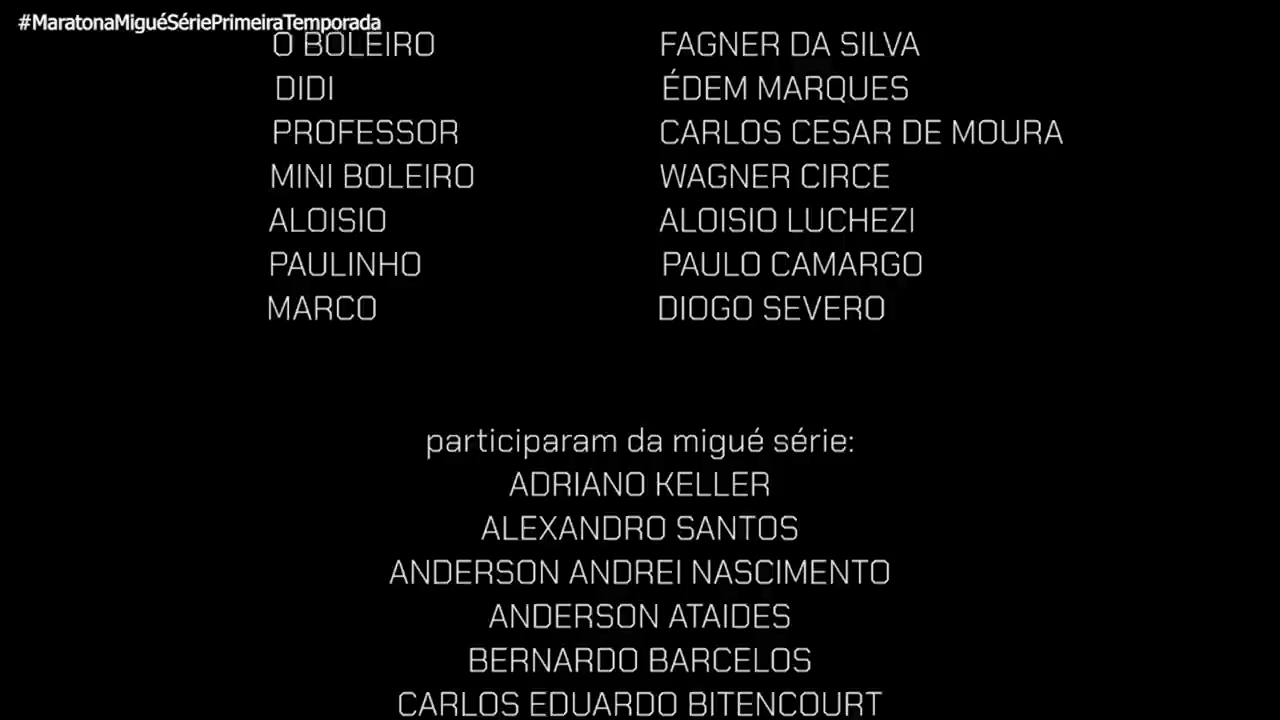 #MaratonaMiguéSériePrimeiraTemporada
O BOLEIRO FAGNER DA SILVA
DIDI ÉDEM MARQUES
PROFESSOR CARLOS CESAR DE MOURA
MINI BOLEIRO WAGNER CIRCE
ALOISIO ALOISIO LUCHEZI
PAULINHO PAULO CAMARGO
MARCO DIOGO SEVERO
participaram da migué série:
ADRIANO KELLER
ALEXANDRO SANTOS
ANDERSON ANDREI NASCIMENTO
ANDERSON ATAIDES
BERNARDO BARCELOS
CARLOS EDUARDO BITENCOURT